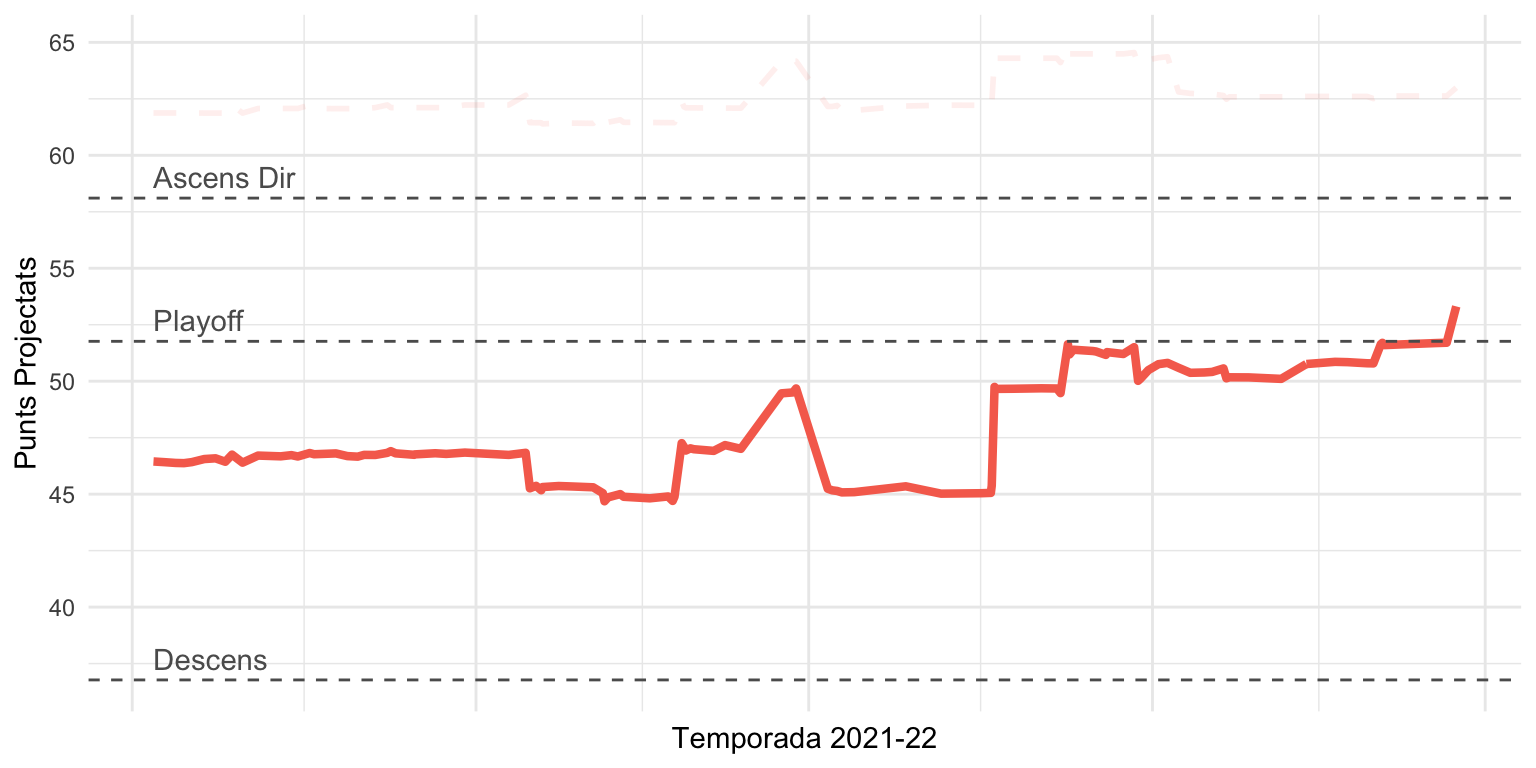 65
60
Ascens Dir
55
Playoff
50
45
40
Descens
Punts Projectats
Temporada 2021-22